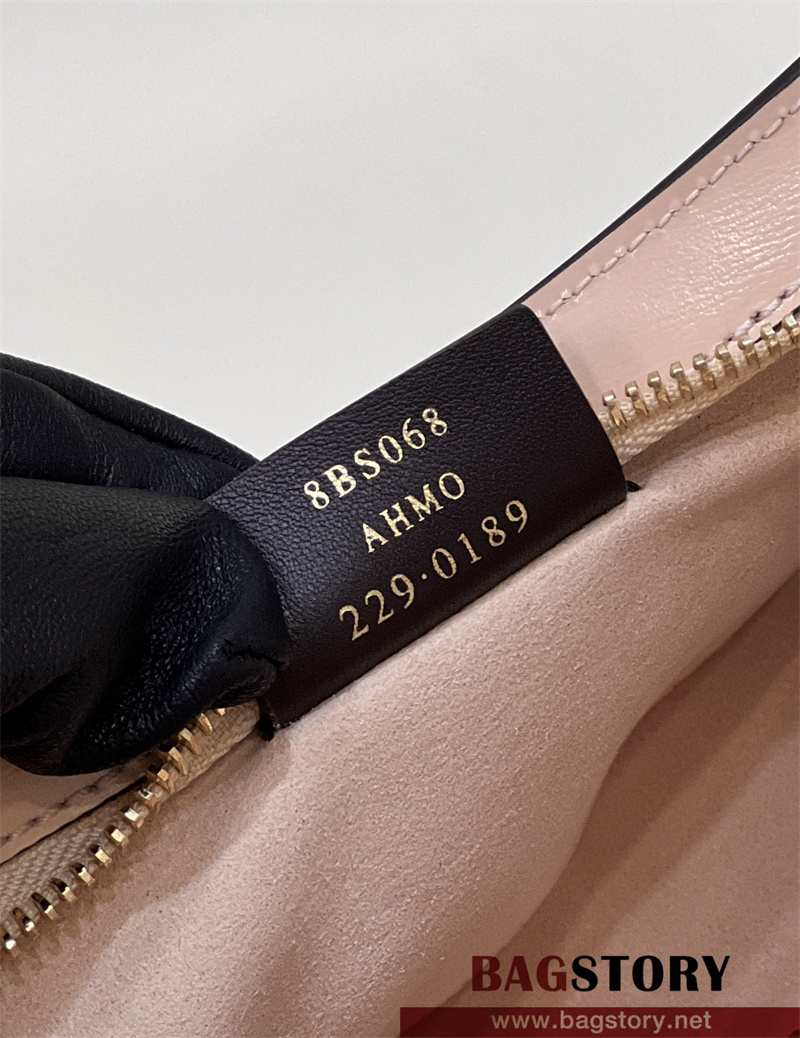 8BS068
AHMO
229·0189
BAGSTORY
www.bagstory.net